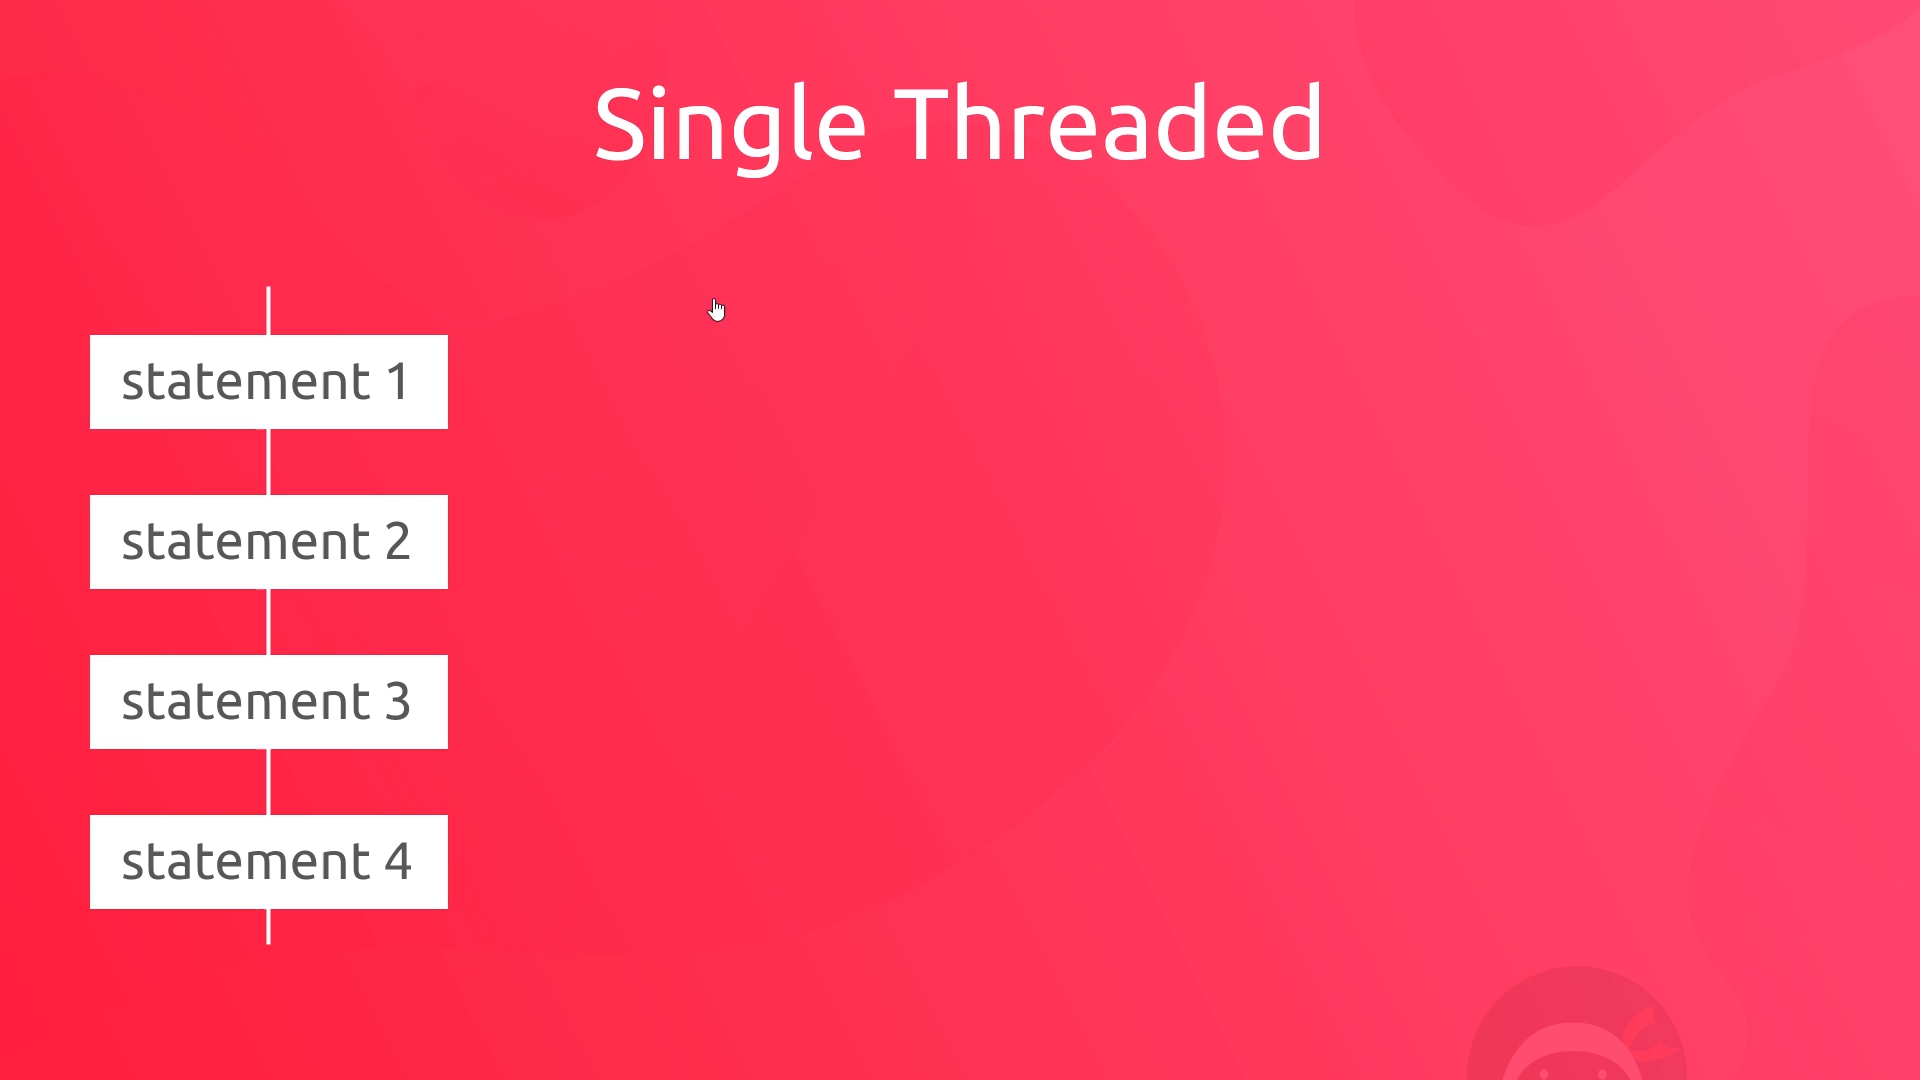 Single Threaded
statement 1
statement 2
statement 3
statement 4